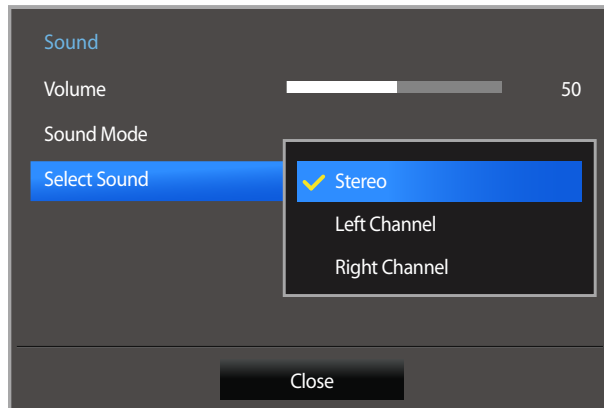 Sound
Volume 50
Sound Mode
Select Sound
Stereo
Left Channel
Right Channel
Close